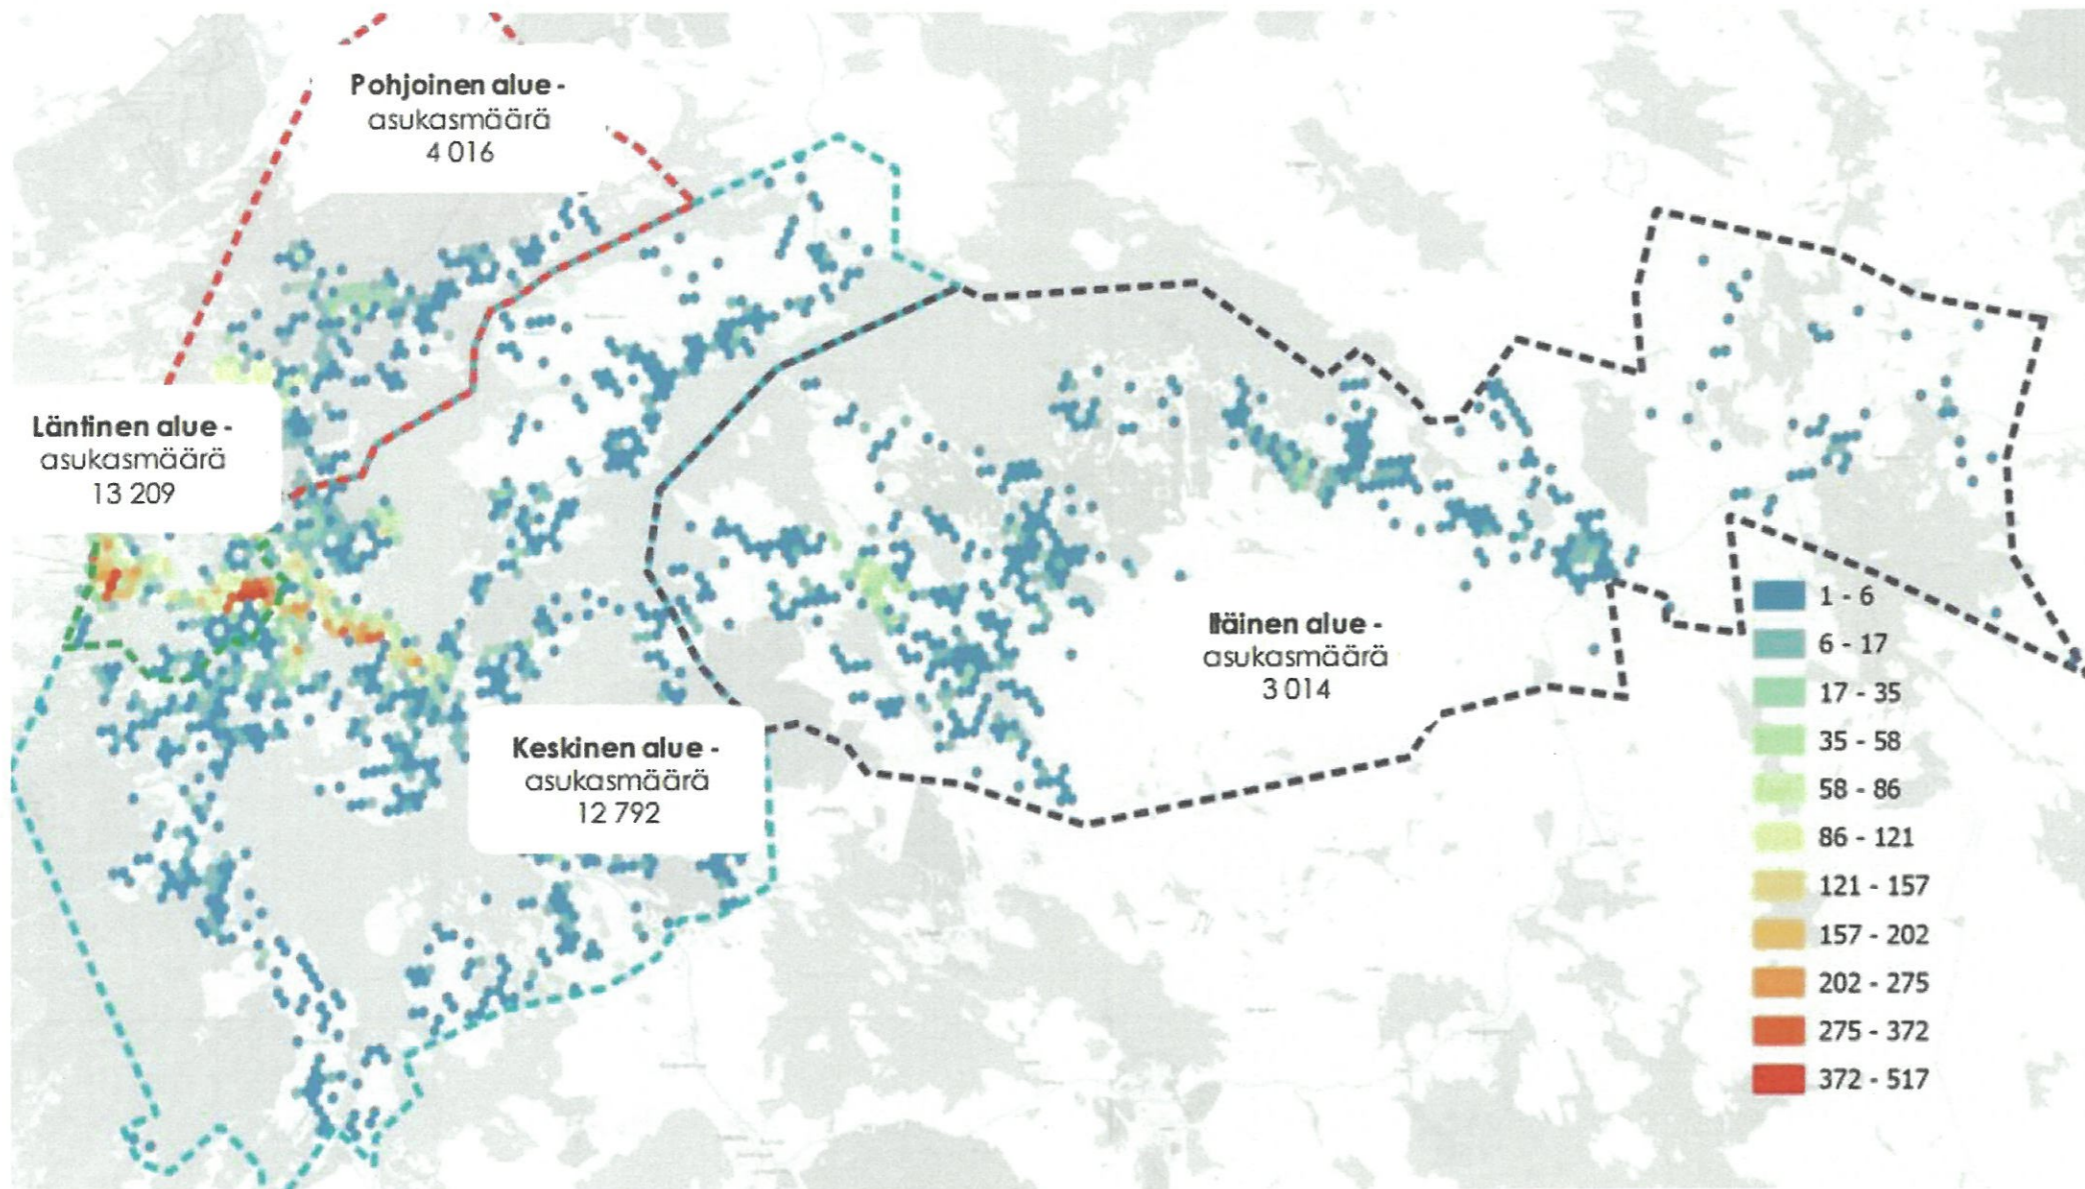 Pohjoinen alue -
asukasmäärä
4 016
Läntinen alue -
asukasmäärä
13 209
Keskinen alue -
asukasmäärä
12 792
Itäinen alue -
asukasmäärä
3 014
1 - 6
6 - 17
17 - 35
35 - 58
58 - 86
86 - 121
121 - 157
157 - 202
202 - 275
275 - 372
372 - 517